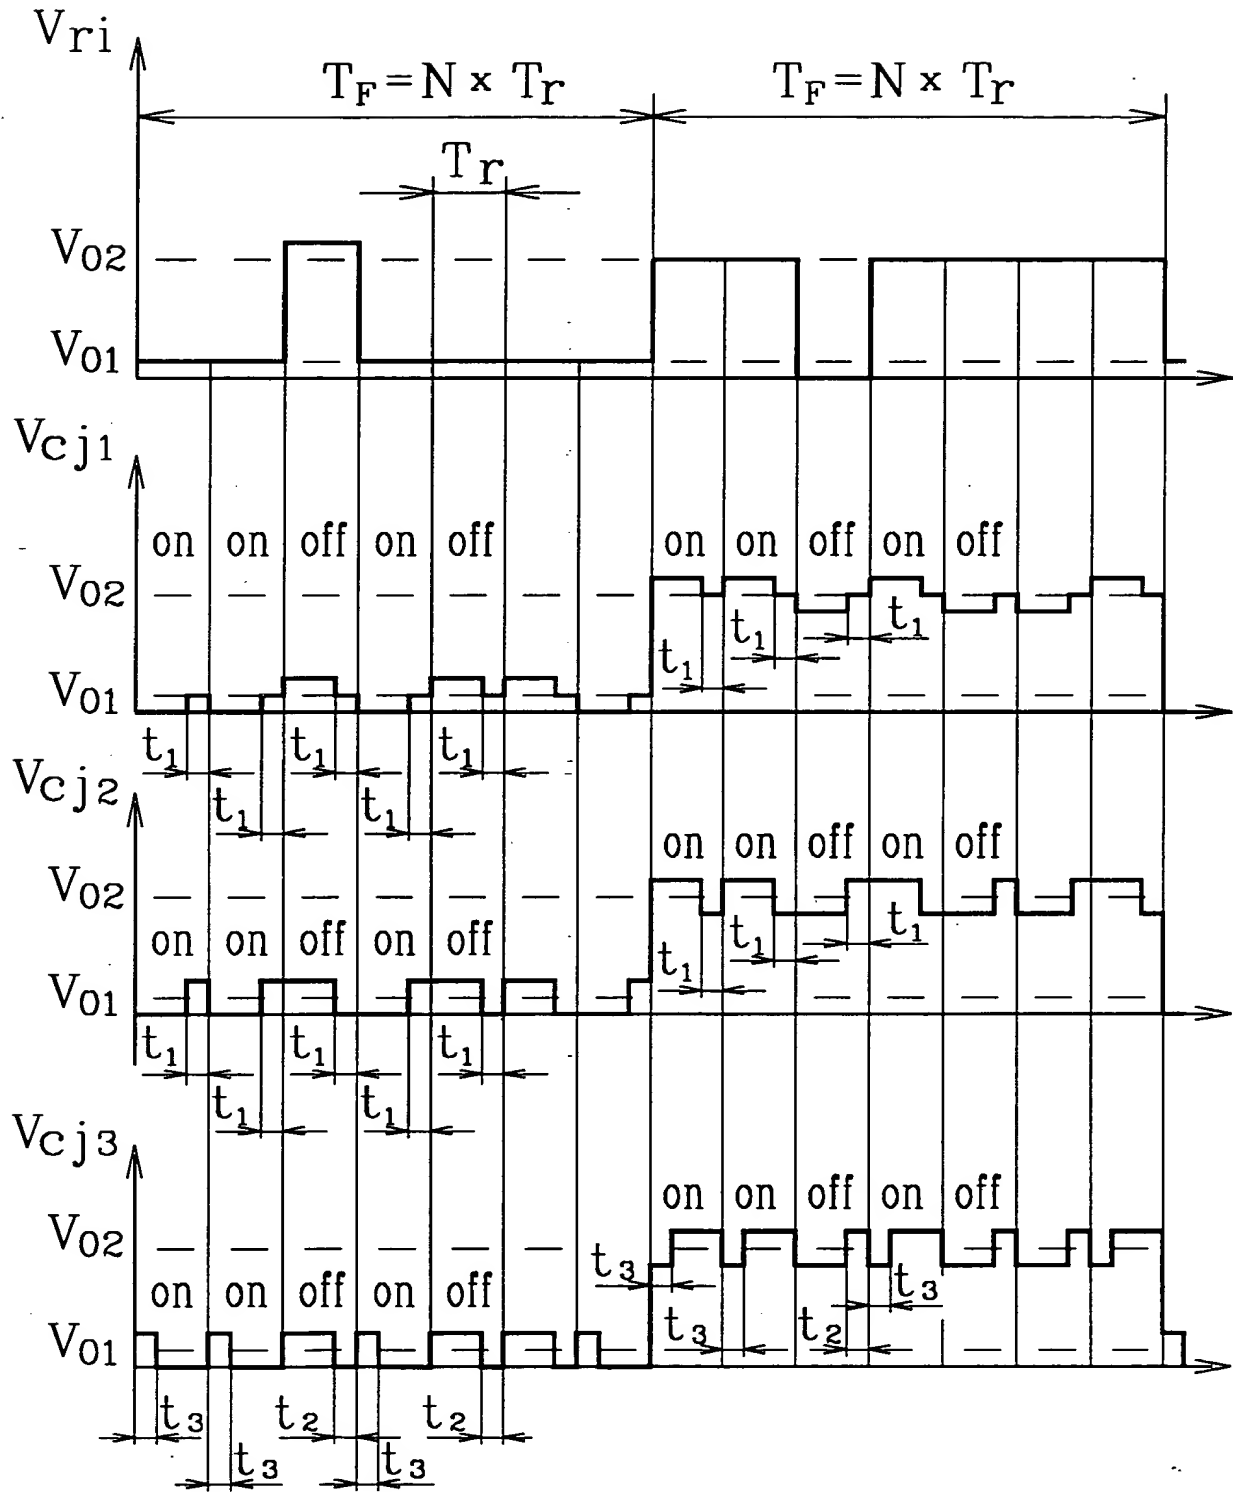 Vri
TF = N × Tr TF = N × Tr
Tr
V02
V01
Vcj1
on on off on off on on off on off
V02
t1 t1 t1
V01
t1 t1 t1
t1 t1
Vcj2
on on off on off
V02
t1 t1 t1
on on off on off
V01
t1 t1 t1
t1 t1
Vcj3
on on off on off
V02
t3 t3
on on off on off
t3 t2
V01
t3 t2 t2
t3 t3